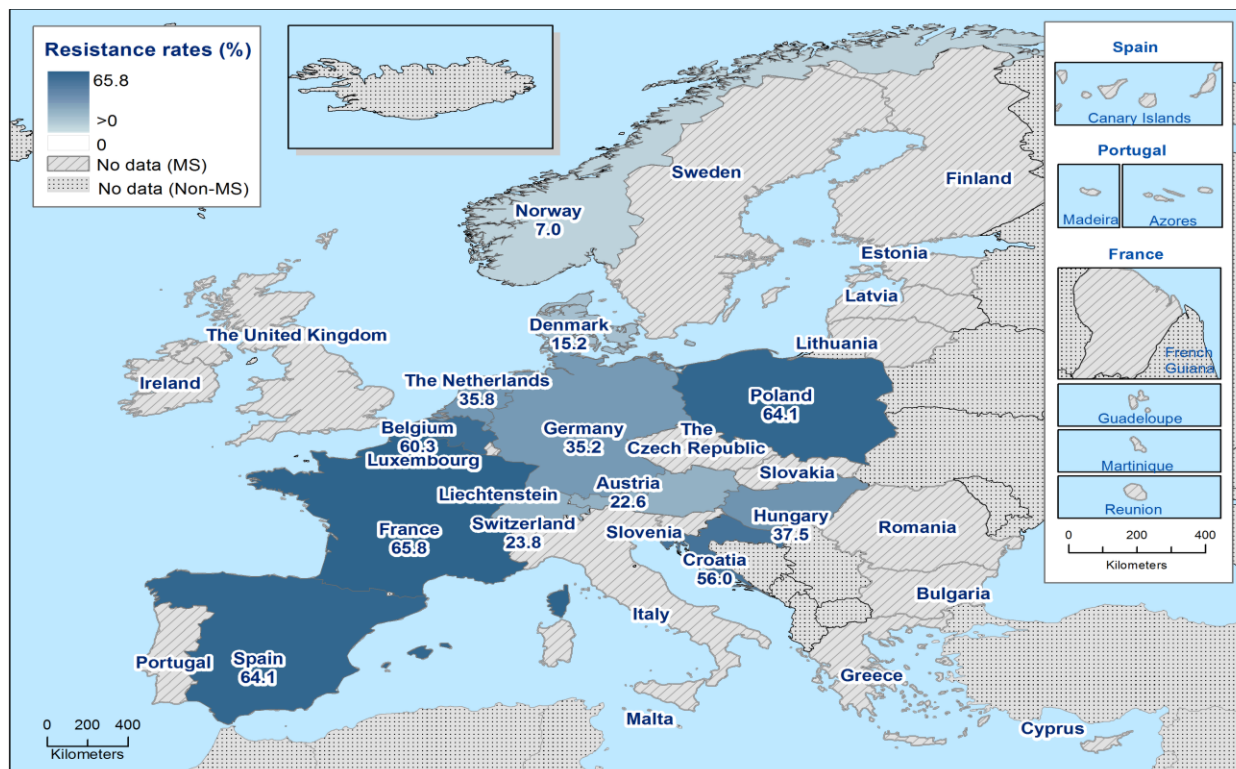 Resistance rates (%)
65.8
>0
0
No data (MS)
No data (Non-MS)
Sweden
Finland
Norway
7.0
Estonia
Latvia
Denmark
15.2
Lithuania
The United Kingdom
Ireland
The Netherlands
35.8
Poland
64.1
Belgium
60.3
Germany
35.2
The
Czech Republic
Luxembourg
Slovakia
Liechtenstein
Austria
22.6
Switzerland
23.8
Slovenia
Hungary
37.5
Romania
France
65.8
Croatia
56.0
Bulgaria
Italy
Portugal
Spain
64.1
Greece
Malta
Cyprus
0 200 400
Kilometers
Spain
Canary Islands
Portugal
Madeira
Azores
France
French
Guiana
Guadeloupe
Martinique
Reunion
0 200 400
Kilometers